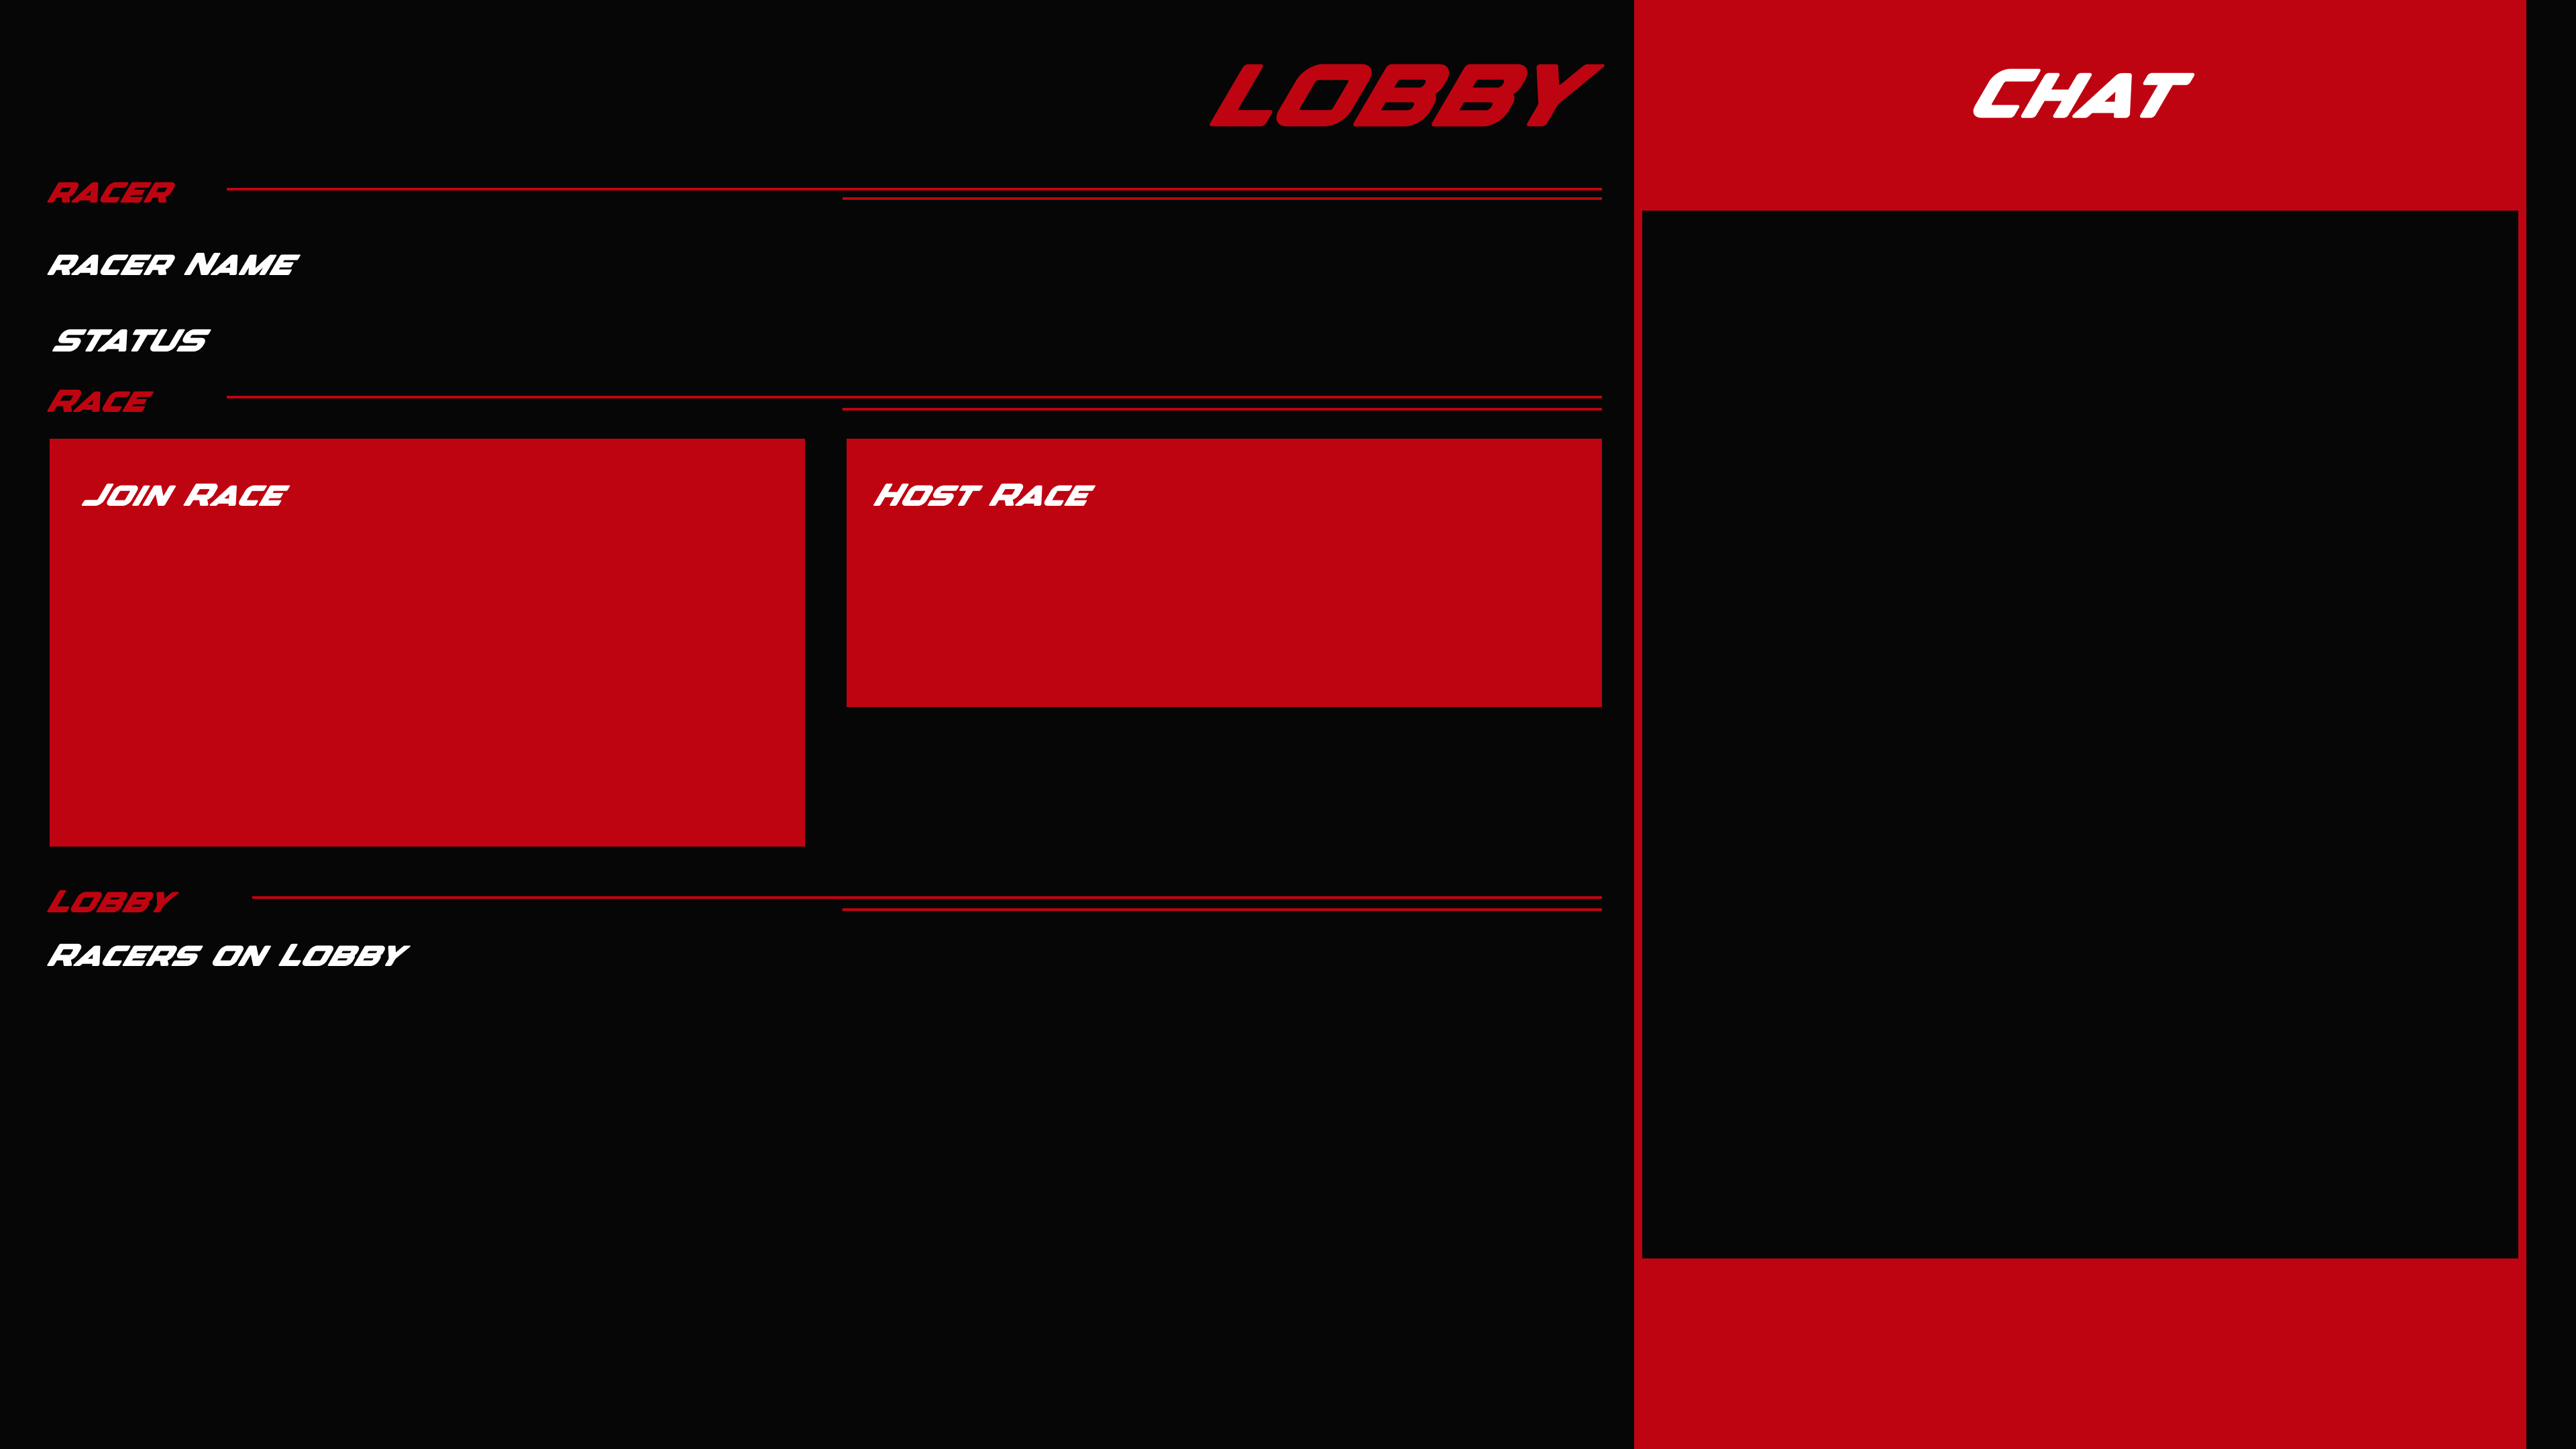 LOBBY
RACER
RACER NAME
STATUS
RACE
JOIN RACE
HOST RACE
LOBBY
RACERS ON LOBBY
CHAT